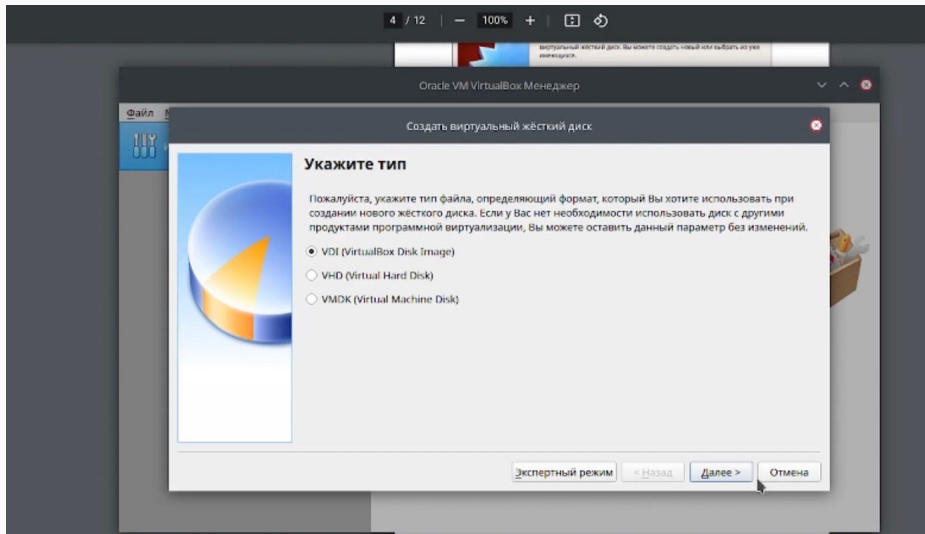 4 / 12 | — 100% +
виртуальный жёсткий диск. Вы можете создать новый или выбрать из уже
имеющихся.
Oracle VM VirtualBox Менеджер
Файл
Создать виртуальный жёсткий диск
Укажите тип
Пожалуйста, укажите тип файла, определяющий формат, который Вы хотите использовать при
создании нового жёсткого диска. Если у Вас нет необходимости использовать диск с другими
продуктами программной виртуализации, Вы можете оставить данный параметр без изменений.
VDI (VirtualBox Disk Image)
VHD (Virtual Hard Disk)
VMDK (Virtual Machine Disk)
Экспертный режим
< Назад
Далее >
Отмена